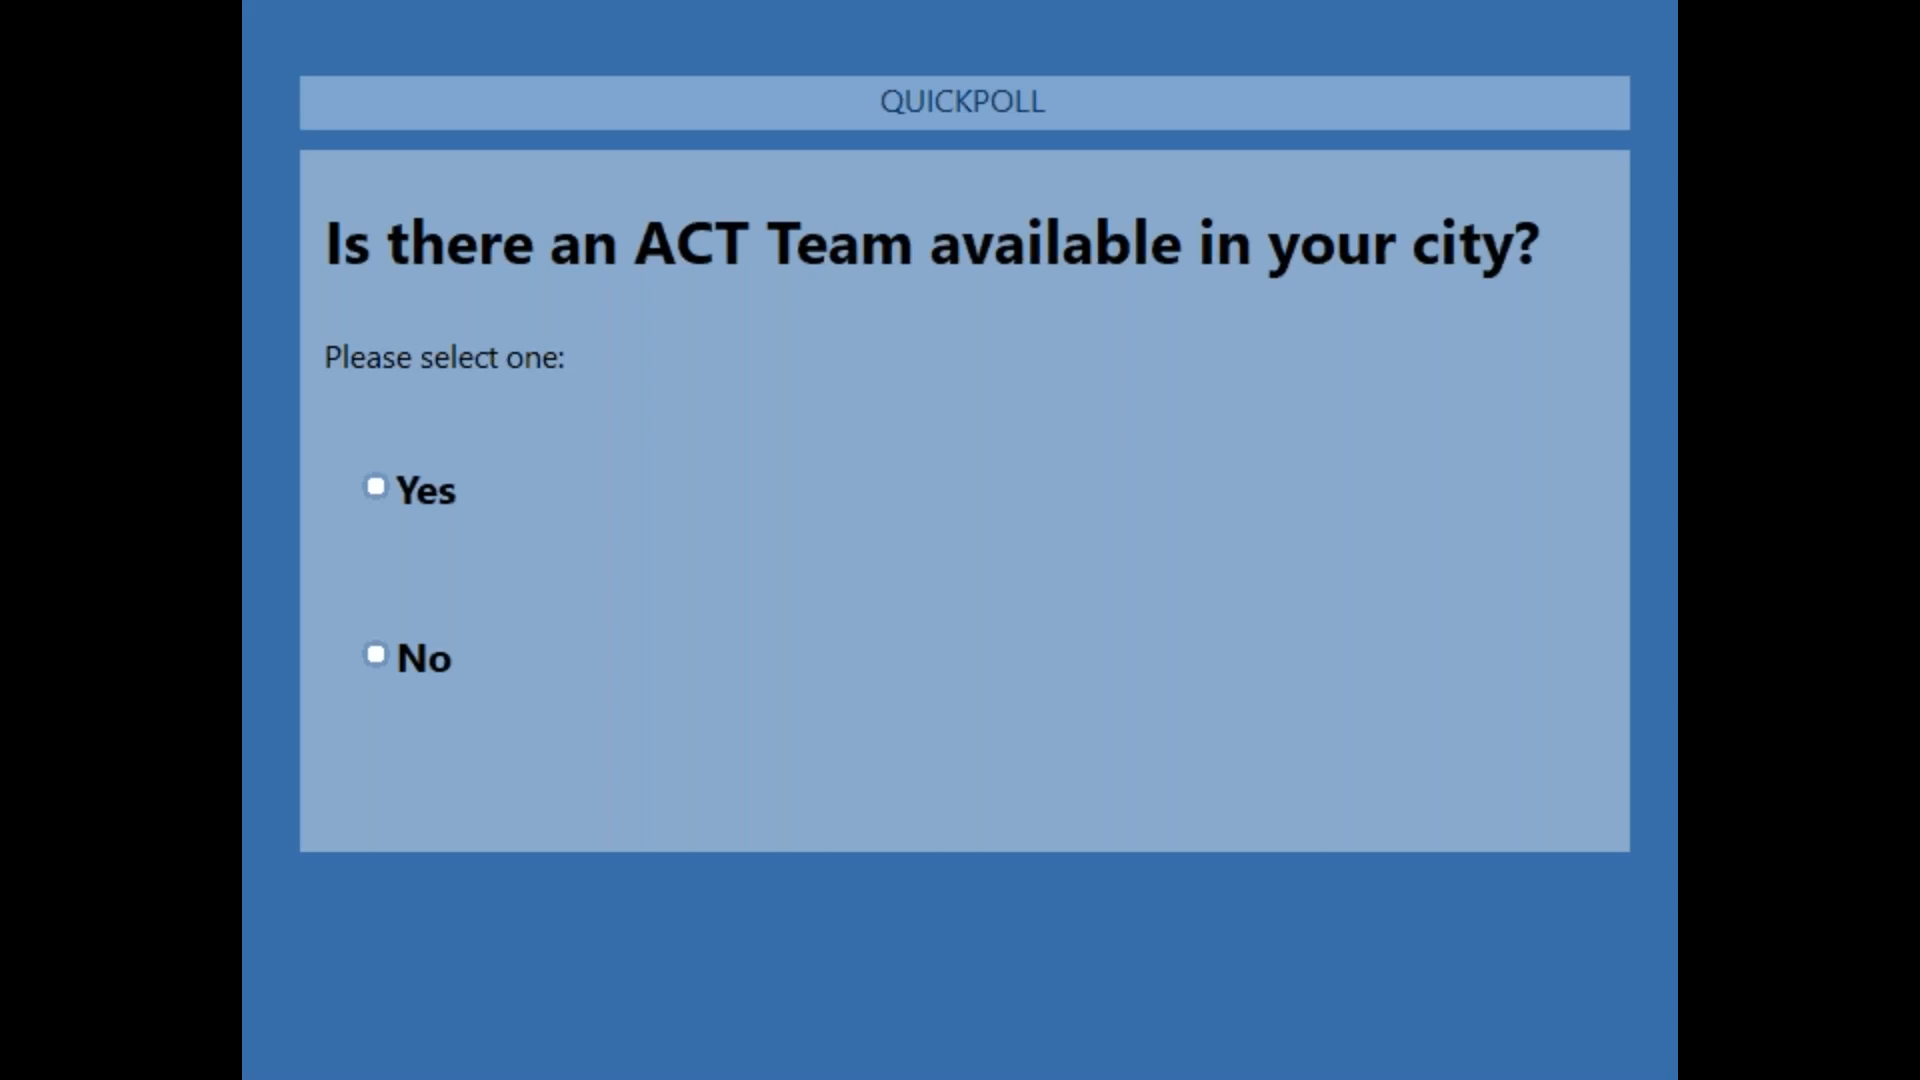 QUICKPOLL
Is there an ACT Team available in your city?
Please select one:
Yes
No